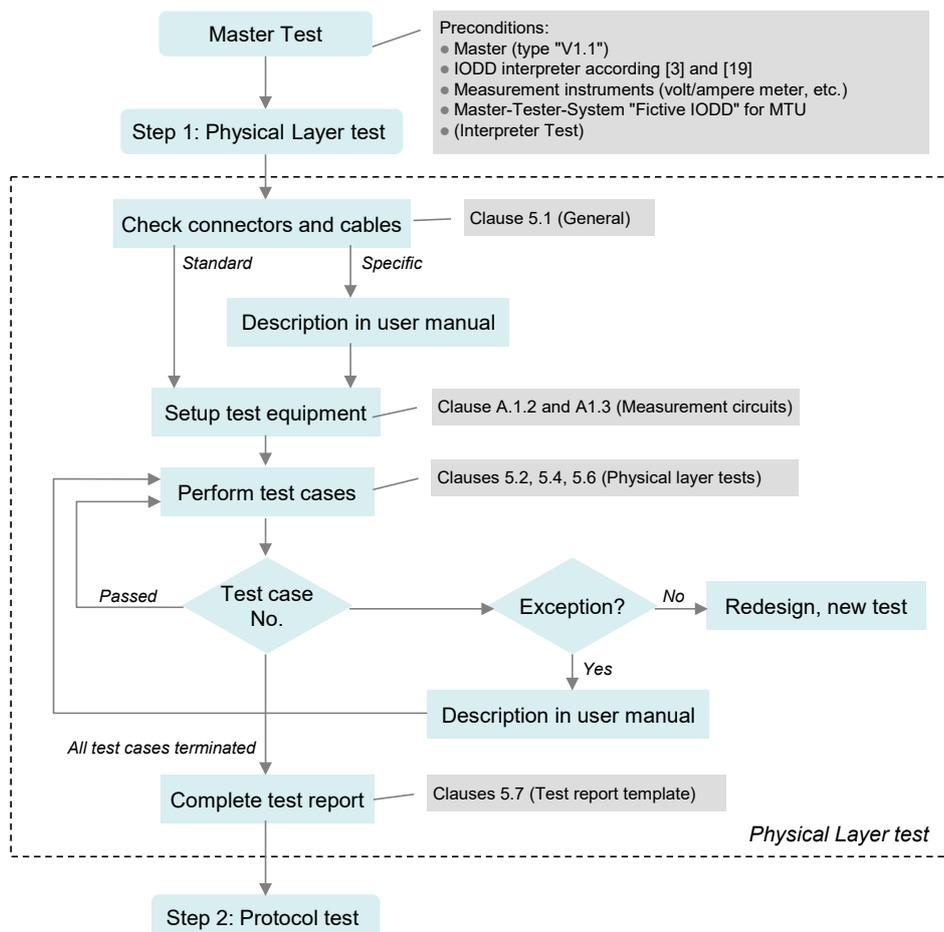 Master Test
Preconditions:
● Master (type "V1.1")
● IODD interpreter according [3] and [19]
● Measurement instruments (volt/ampere meter, etc.)
● Master-Tester-System "Fictive IODD" for MTU
● (Interpreter Test)
Step 1: Physical Layer test
Check connectors and cables
Clause 5.1 (General)
Standard
Specific
Description in user manual
Setup test equipment
Clause A.1.2 and A1.3 (Measurement circuits)
Perform test cases
Clauses 5.2, 5.4, 5.6 (Physical layer tests)
Passed
Test case
No.
Exception?
No
Redesign, new test
Yes
Description in user manual
All test cases terminated
Complete test report
Clauses 5.7 (Test report template)
Physical Layer test
Step 2: Protocol test